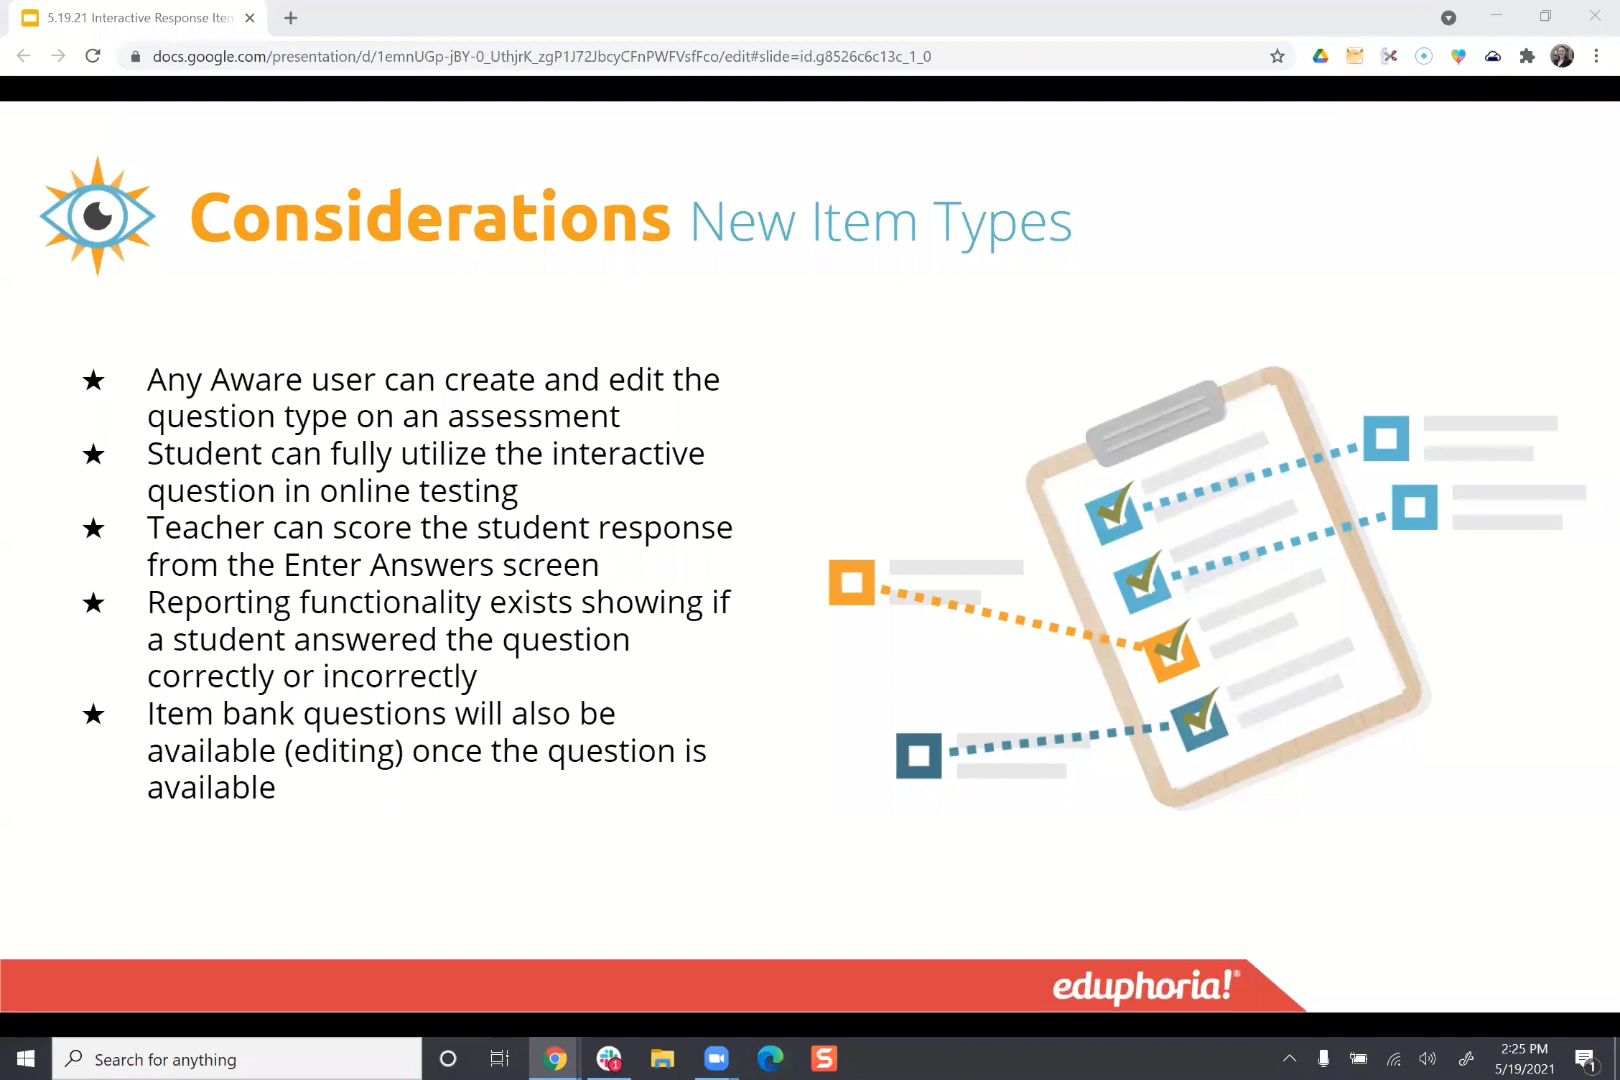 5.19.21 Interactive Response Iten
docs.google.com/presentation/d/1emnUGp-jBY-0_UthjrK_zgP1J72JbcyCFnPWFVsfFco/edit#slide=id.g8526c6c13c_1_0
Considerations New Item Types
★ Any Aware user can create and edit the
question type on an assessment
★ Student can fully utilize the interactive
question in online testing
★ Teacher can score the student response
from the Enter Answers screen
★ Reporting functionality exists showing if
a student answered the question
correctly or incorrectly
★ Item bank questions will also be
available (editing) once the question is
available
eduphoria!®
Search for anything
1
S
2:25 PM
5/19/2021
1